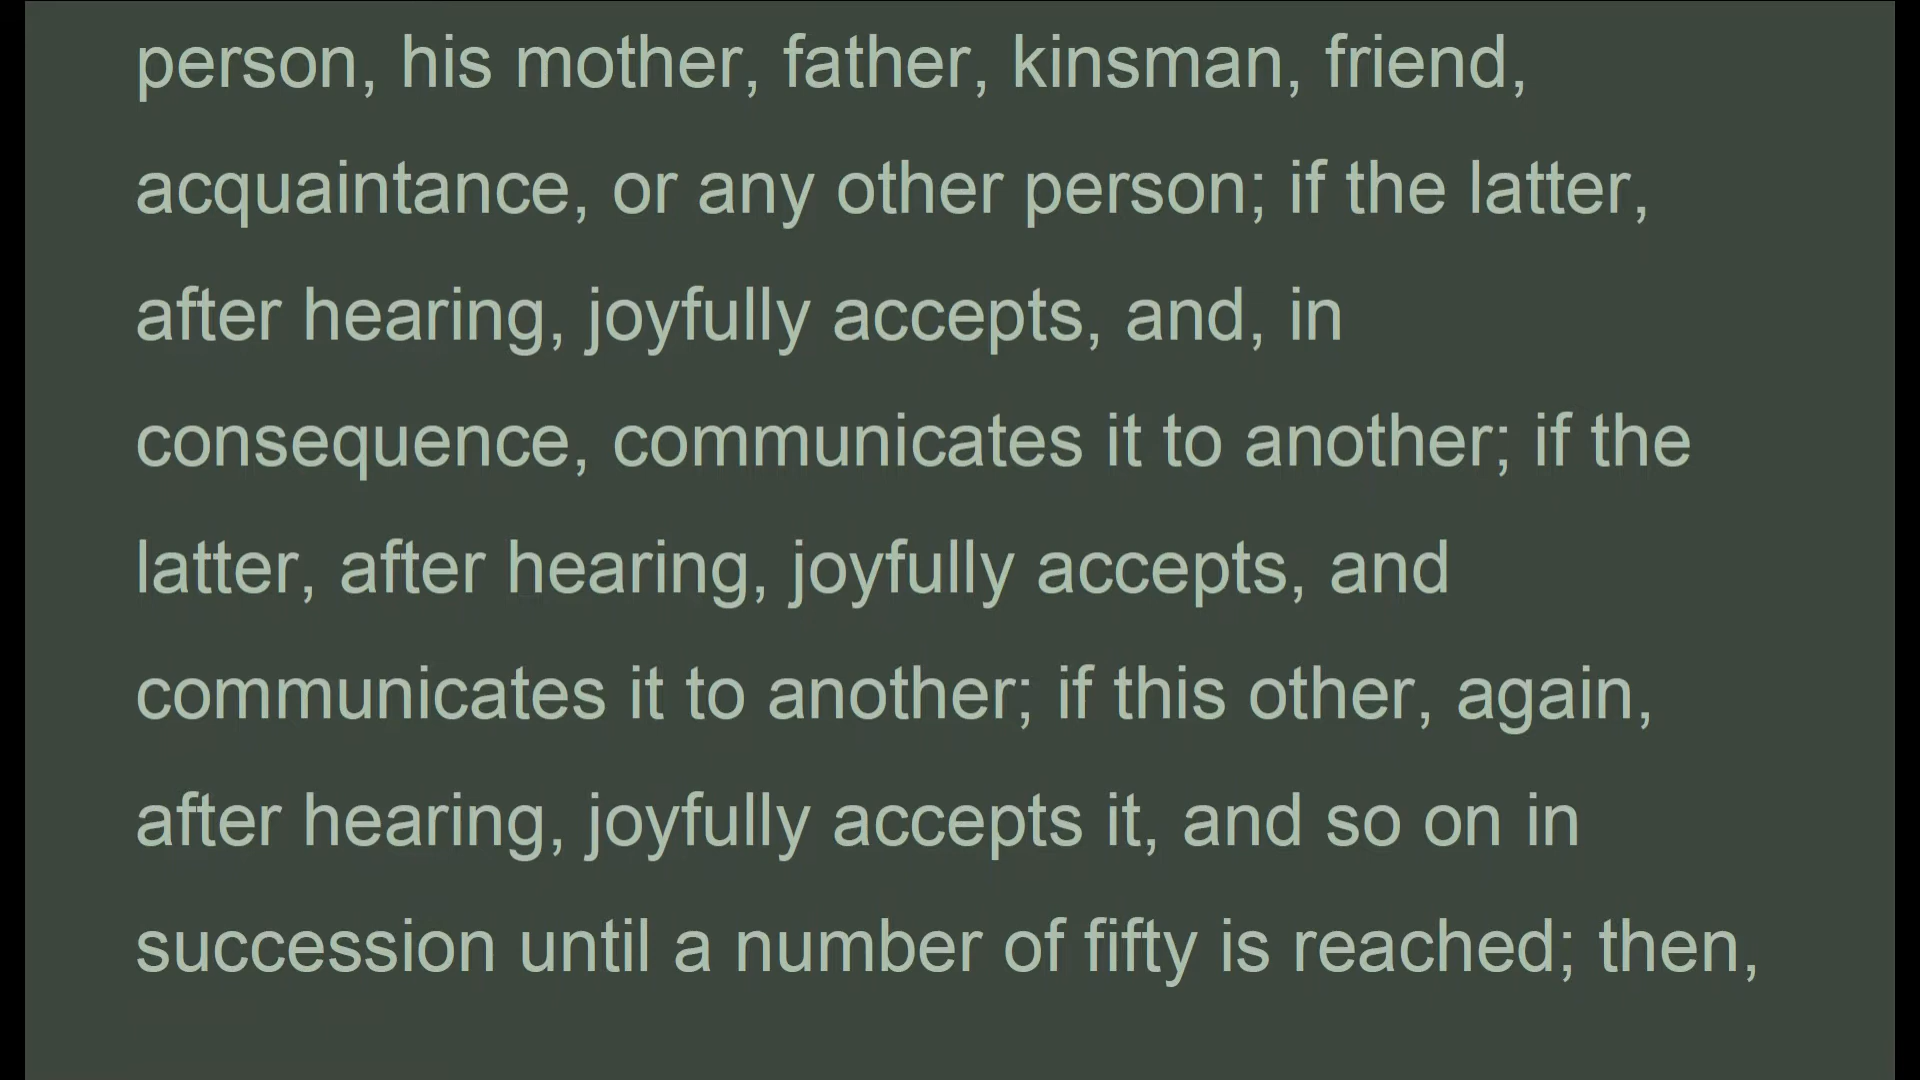 person, his mother, father, kinsman, friend,
acquaintance, or any other person; if the latter,
after hearing, joyfully accepts, and, in
consequence, communicates it to another; if the
latter, after hearing, joyfully accepts, and
communicates it to another; if this other, again,
after hearing, joyfully accepts it, and so on in
succession until a number of fifty is reached; then,